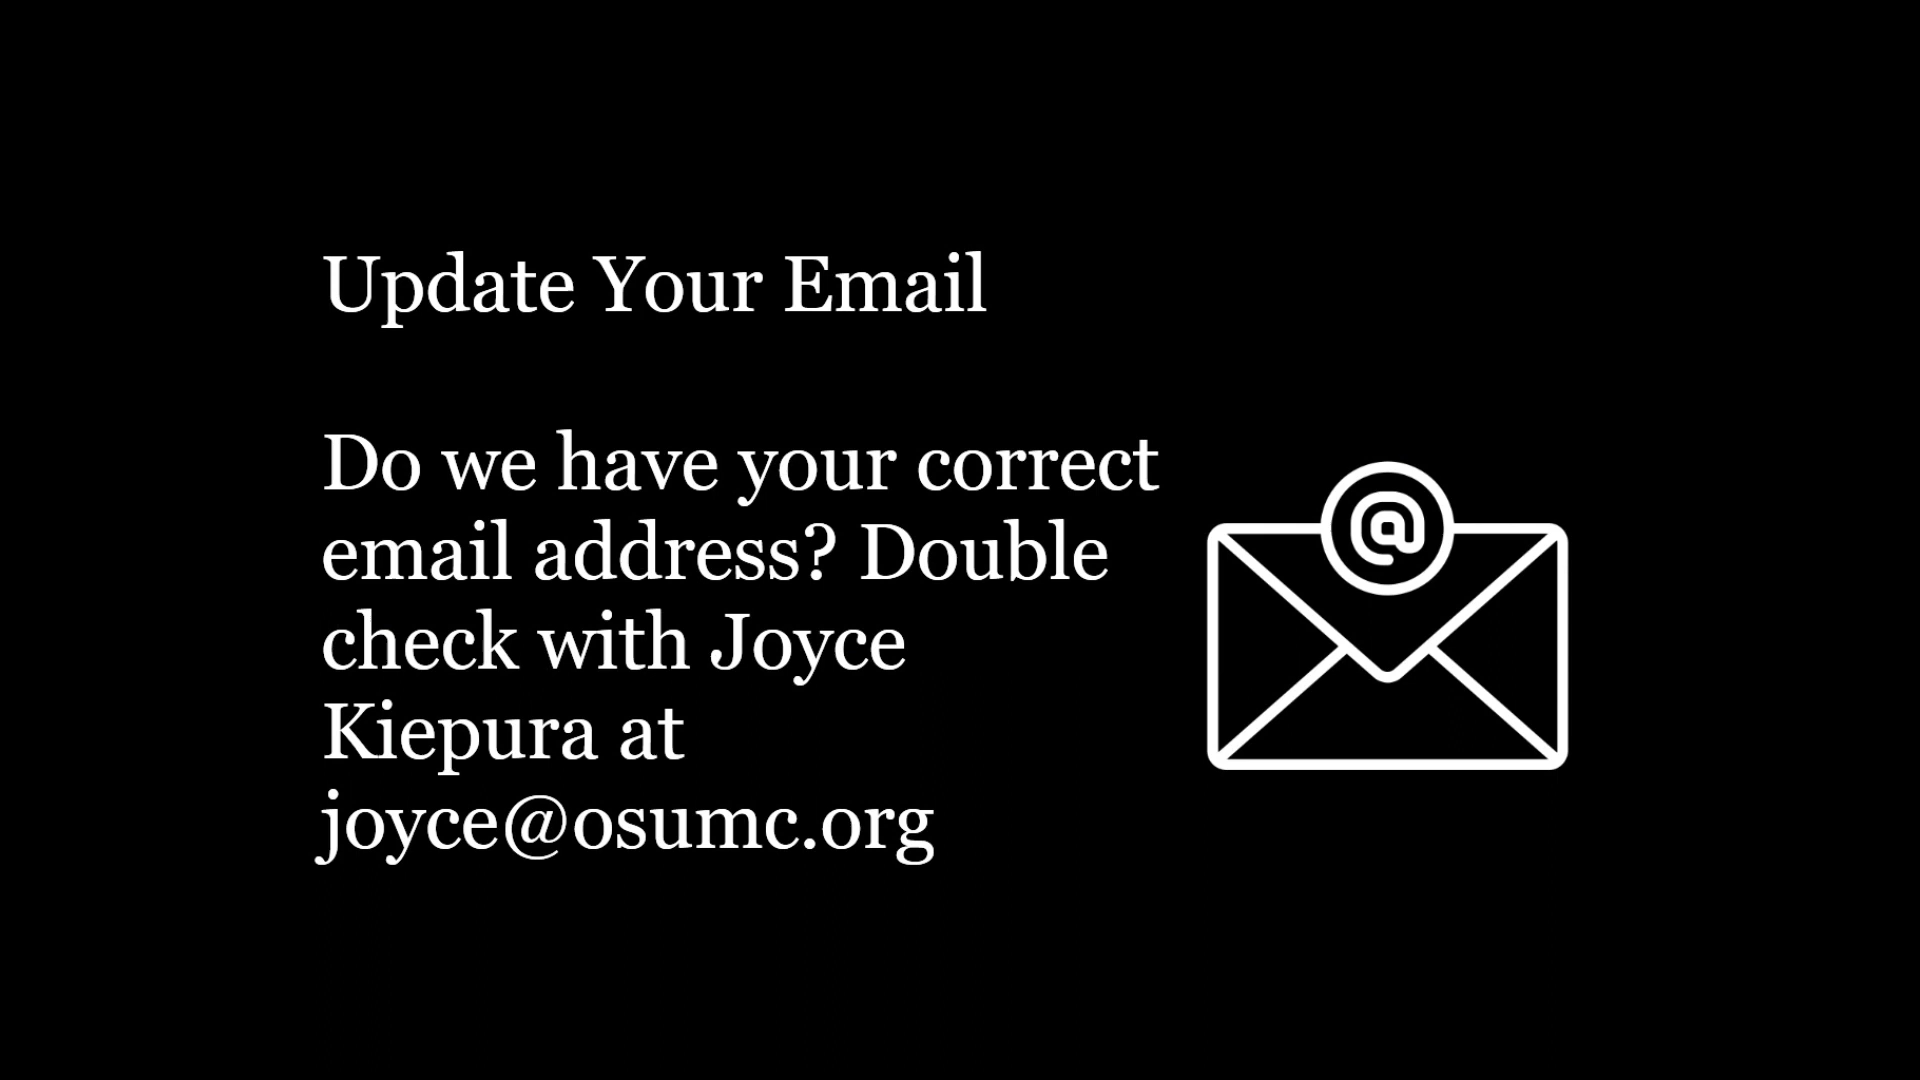 Update Your Email
Do we have your correct
email address? Double
check with Joyce
Kiepura at
joyce@osumc.org
@